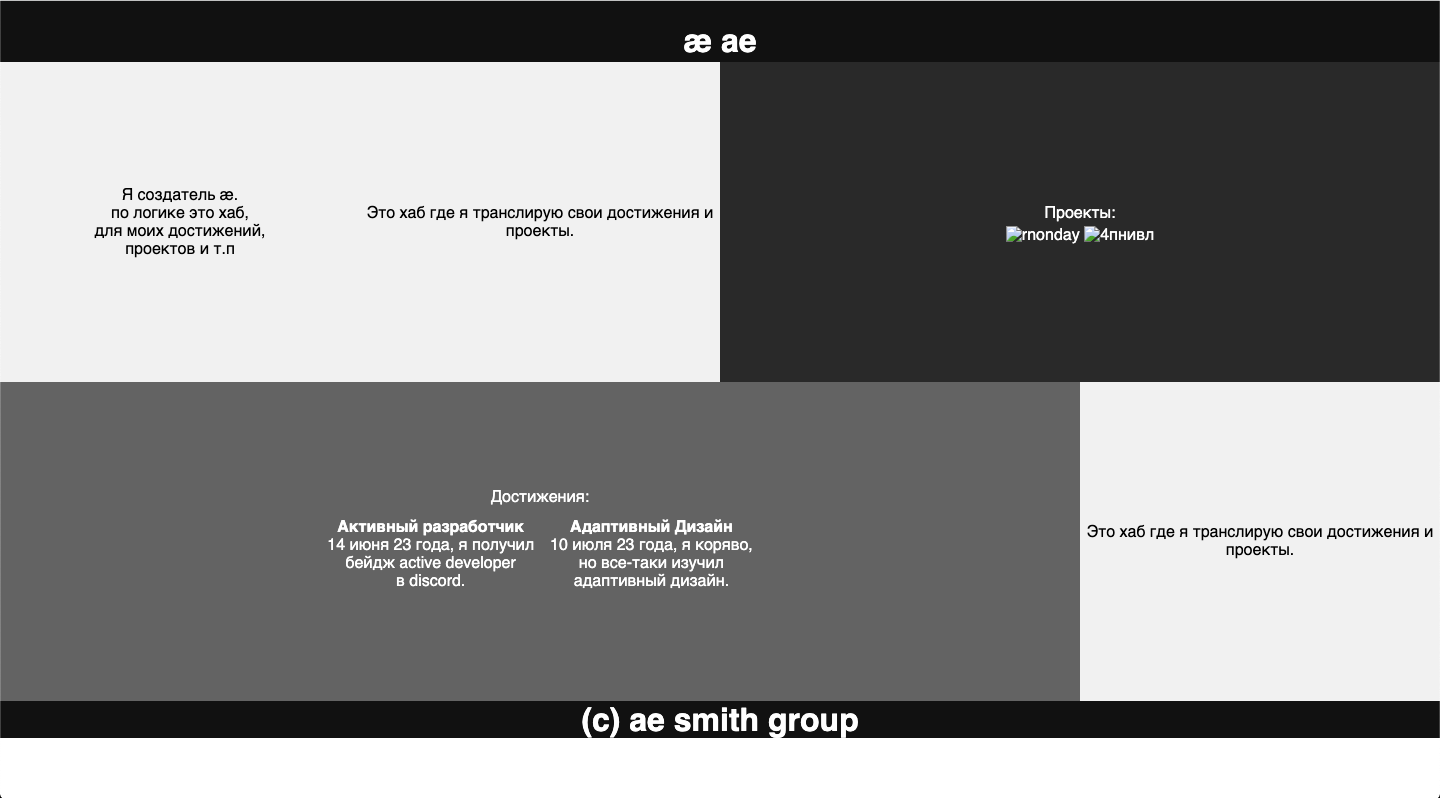 æ ae
Я создатель æ.
по логике это хаб,
для моих достижений,
проектов и т.п
Это хаб где я транслирую свои достижения и
проекты.
Проекты:
rnonday 4пнивл
Достижения:
Активный разработчик
14 июня 23 года, я получил
бейдж active developer
в discord.
Адаптивный Дизайн
10 июля 23 года, я коряво,
но все-таки изучил
адаптивный дизайн.
Это хаб где я транслирую свои достижения и
проекты.
(c) ae smith group